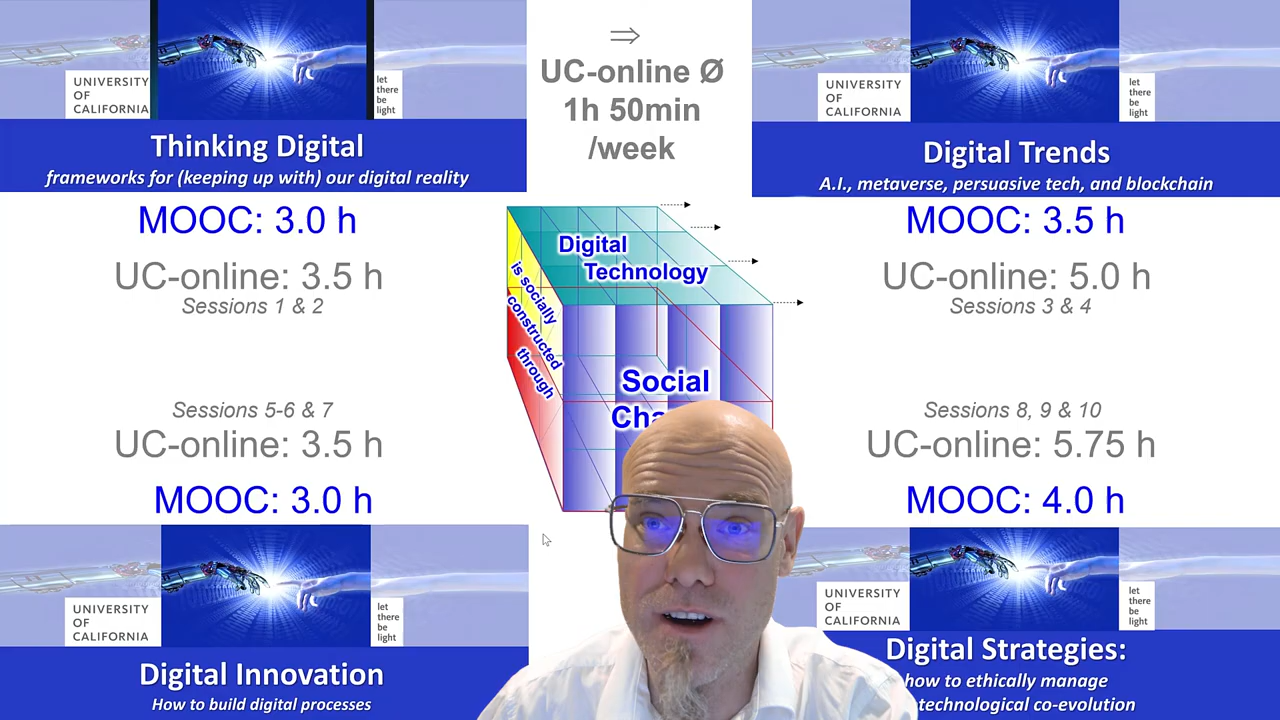 UNIVERSITY
OF
CALIFORNIA
let
there
be
light
Thinking Digital
frameworks for (keeping up with) our digital reality
MOOC: 3.0 h
UC-online: 3.5 h
Sessions 1 & 2
⇒
UC-online Ø
1h 50min
/week
UNIVERSITY
OF
CALIFORNIA
let
there
be
light
Digital Trends
A.I., metaverse, persuasive tech, and blockchain
MOOC: 3.5 h
UC-online: 5.0 h
Sessions 3 & 4
Digital
Technology
is socially
constructed
through
Social
Cha
Sessions 5-6 & 7
UC-online: 3.5 h
MOOC: 3.0 h
UNIVERSITY
OF
CALIFORNIA
let
there
be
light
Digital Innovation
How to build digital processes
Sessions 8, 9 & 10
UC-online: 5.75 h
MOOC: 4.0 h
UNIVERSITY
OF
CALIFORNIA
let
there
be
light
Digital Strategies:
how to ethically manage
technological co-evolution